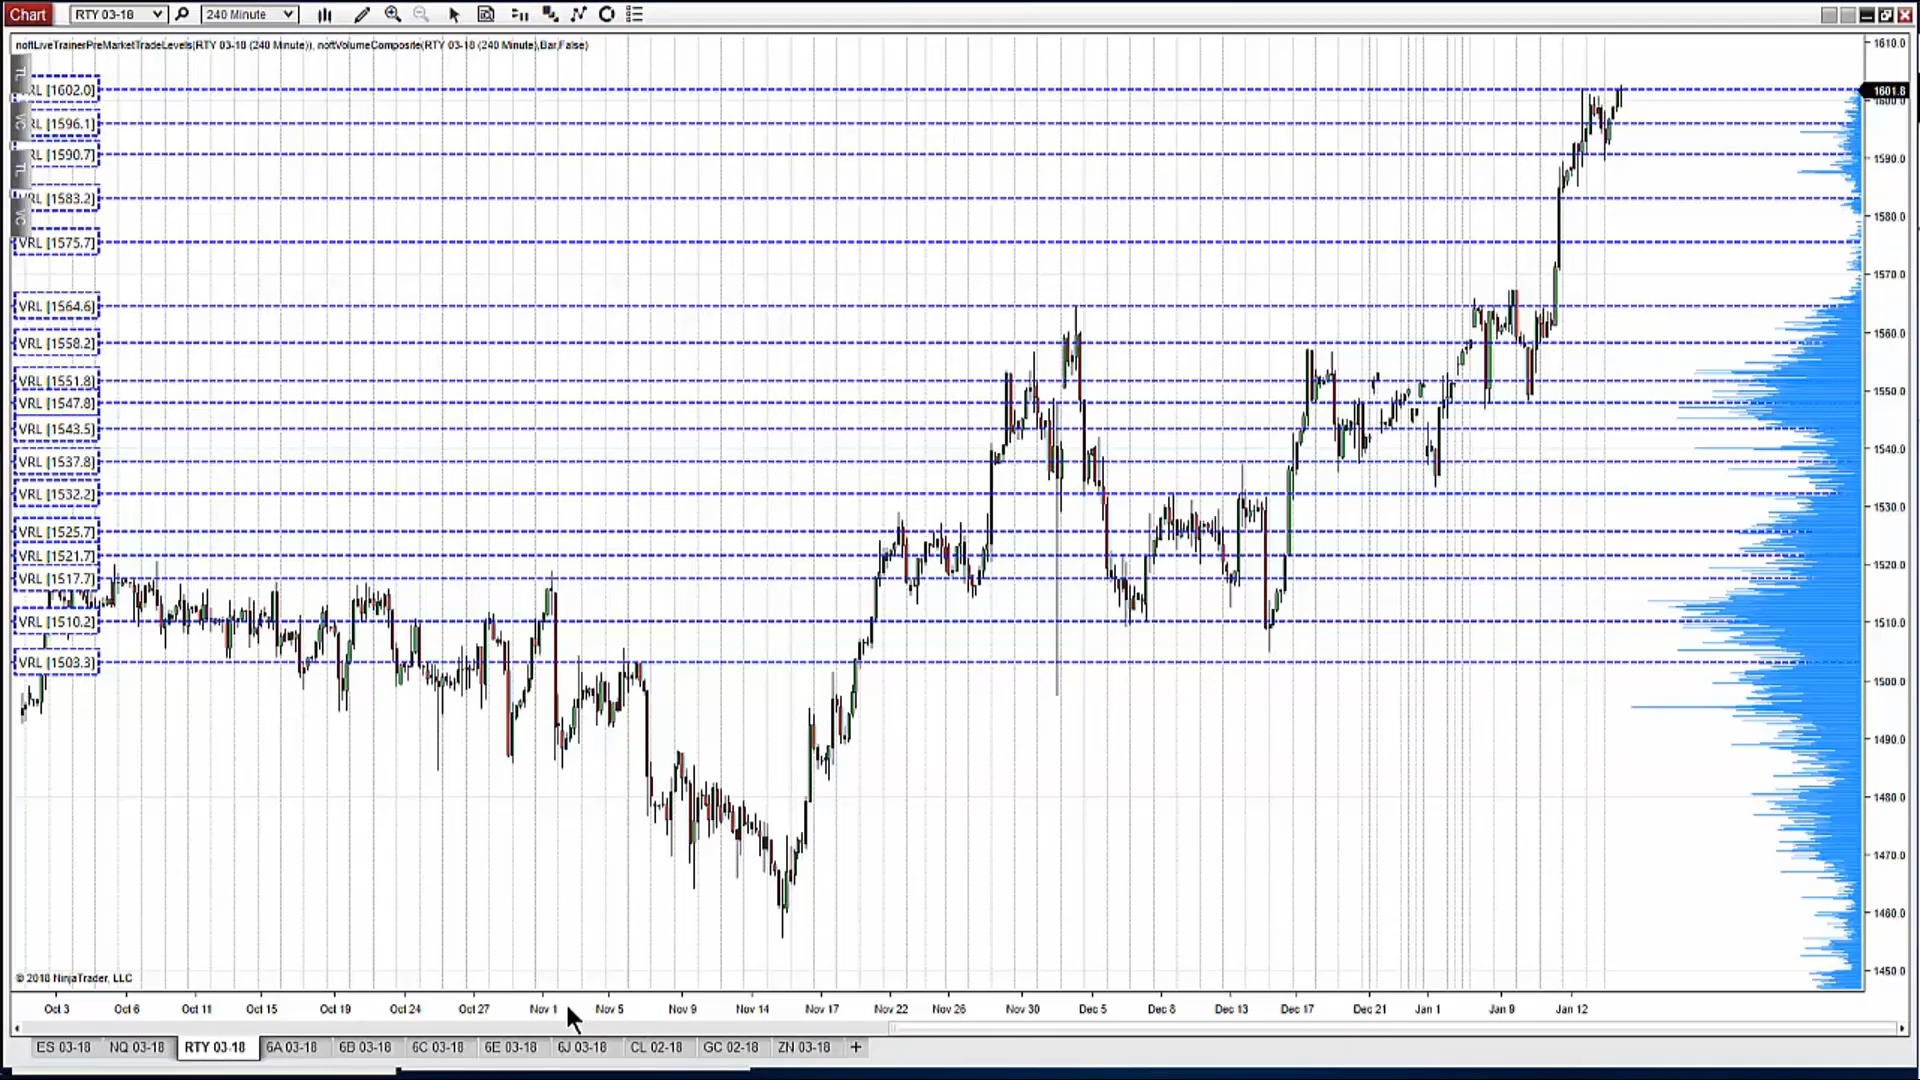 Chart RTY 03-18 240 Minute
noftLiveTrainerPreMarketTradeLevels(RTY 03-18 (240 Minute)), noftVolumeComposite(RTY 03-18 (240 Minute),Bar,False)
1610.0
TL
RL [1602.0]
1601.8
1600.0
VC
RL [1596.1]
RL [1590.7]
1590.0
TL
RL [1583.2]
VC
1580.0
VRL [1575.7]
1570.0
VRL [1564.6]
1560.0
VRL [1558.2]
VRL [1551.8]
1550.0
VRL [1547.8]
VRL [1543.5]
1540.0
VRL [1537.8]
VRL [1532.2]
1530.0
VRL [1525.7]
VRL [1521.7]
1520.0
VRL [1517.7]
VRL [1510.2]
1510.0
VRL [1503.3]
1500.0
1490.0
1480.0
1470.0
1460.0
1450.0
© 2018 NinjaTrader, LLC
Oct 3 Oct 6 Oct 11 Oct 15 Oct 19 Oct 24 Oct 27 Nov 1 Nov 5 Nov 9 Nov 14 Nov 17 Nov 22 Nov 26 Nov 30 Dec 5 Dec 8 Dec 13 Dec 17 Dec 21 Jan 1 Jan 9 Jan 12
ES 03-18 NQ 03-18 RTY 03-18 6A 03-18 6B 03-18 6C 03-18 6E 03-18 6J 03-18 CL 02-18 GC 02-18 ZN 03-18 +